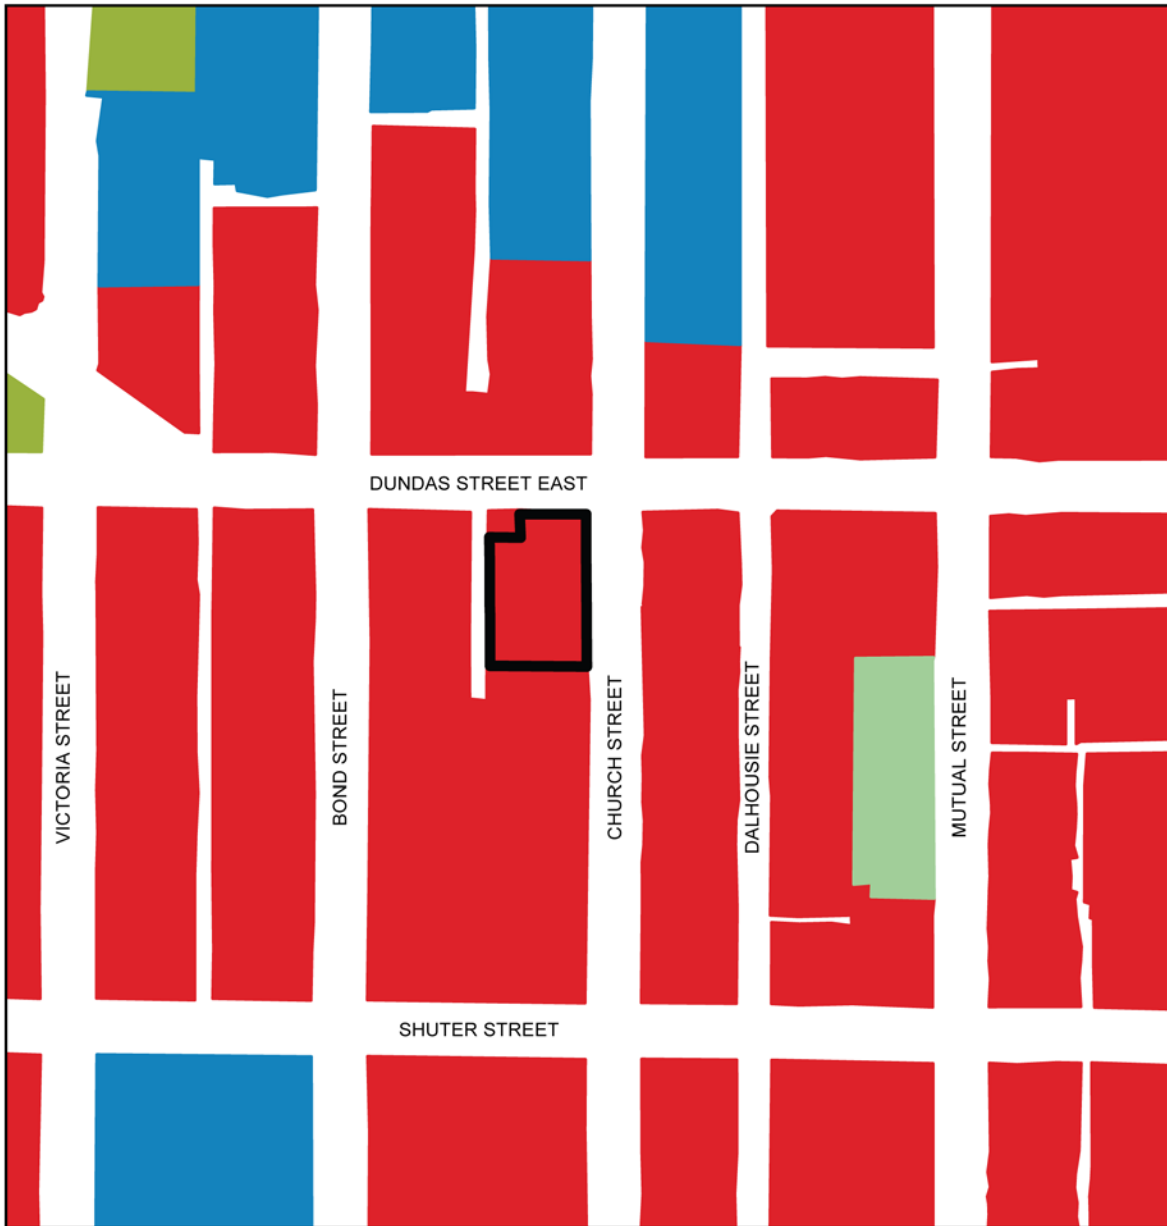 DUNDAS STREET EAST
VICTORIA STREET
BOND STREET
CHURCH STREET
DALHOUSIE STREET
MUTUAL STREET
SHUTER STREET